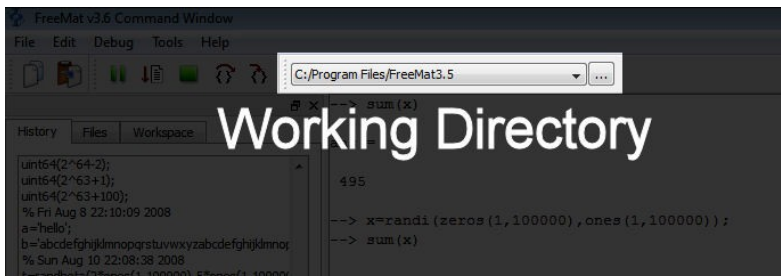 FreeMat v3.6 Command Window
File Edit Debug Tools Help
C:/Program Files/FreeMat3.5
...
--> sum(x)
Working Directory
History Files Workspace
uint64(2^64-2);
uint64(2^63+1);
uint64(2^63+100);
% Fri Aug 8 22:10:09 2008
a='hello';
b='abcdefghijklmnopqrstuvwxyzabcdefghijklmnop
% Sun Aug 10 22:08:38 2008
495
--> x=randi(zeros(1,100000),ones(1,100000));
--> sum(x)